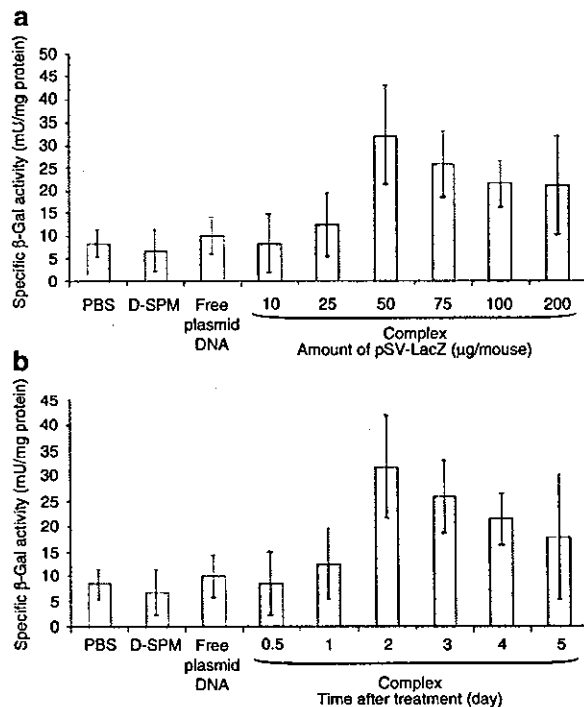 a
Specific β-Gal activity (mU/mg protein)
50
45
40
35
30
25
20
15
10
5
0
PBS D-SPM Free plasmid DNA 10 25 50 75 100 200
Complex
Amount of pSV-LacZ (μg/mouse)
b
Specific β-Gal activity (mU/mg protein)
45
40
35
30
25
20
15
10
5
0
PBS D-SPM Free plasmid DNA 0.5 1 2 3 4 5
Complex
Time after treatment (day)